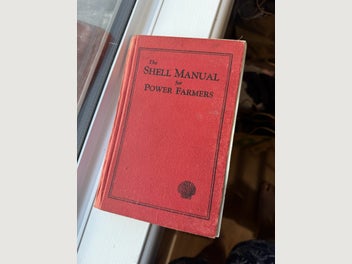 The
SHELL MANUAL
for
POWER FARMERS